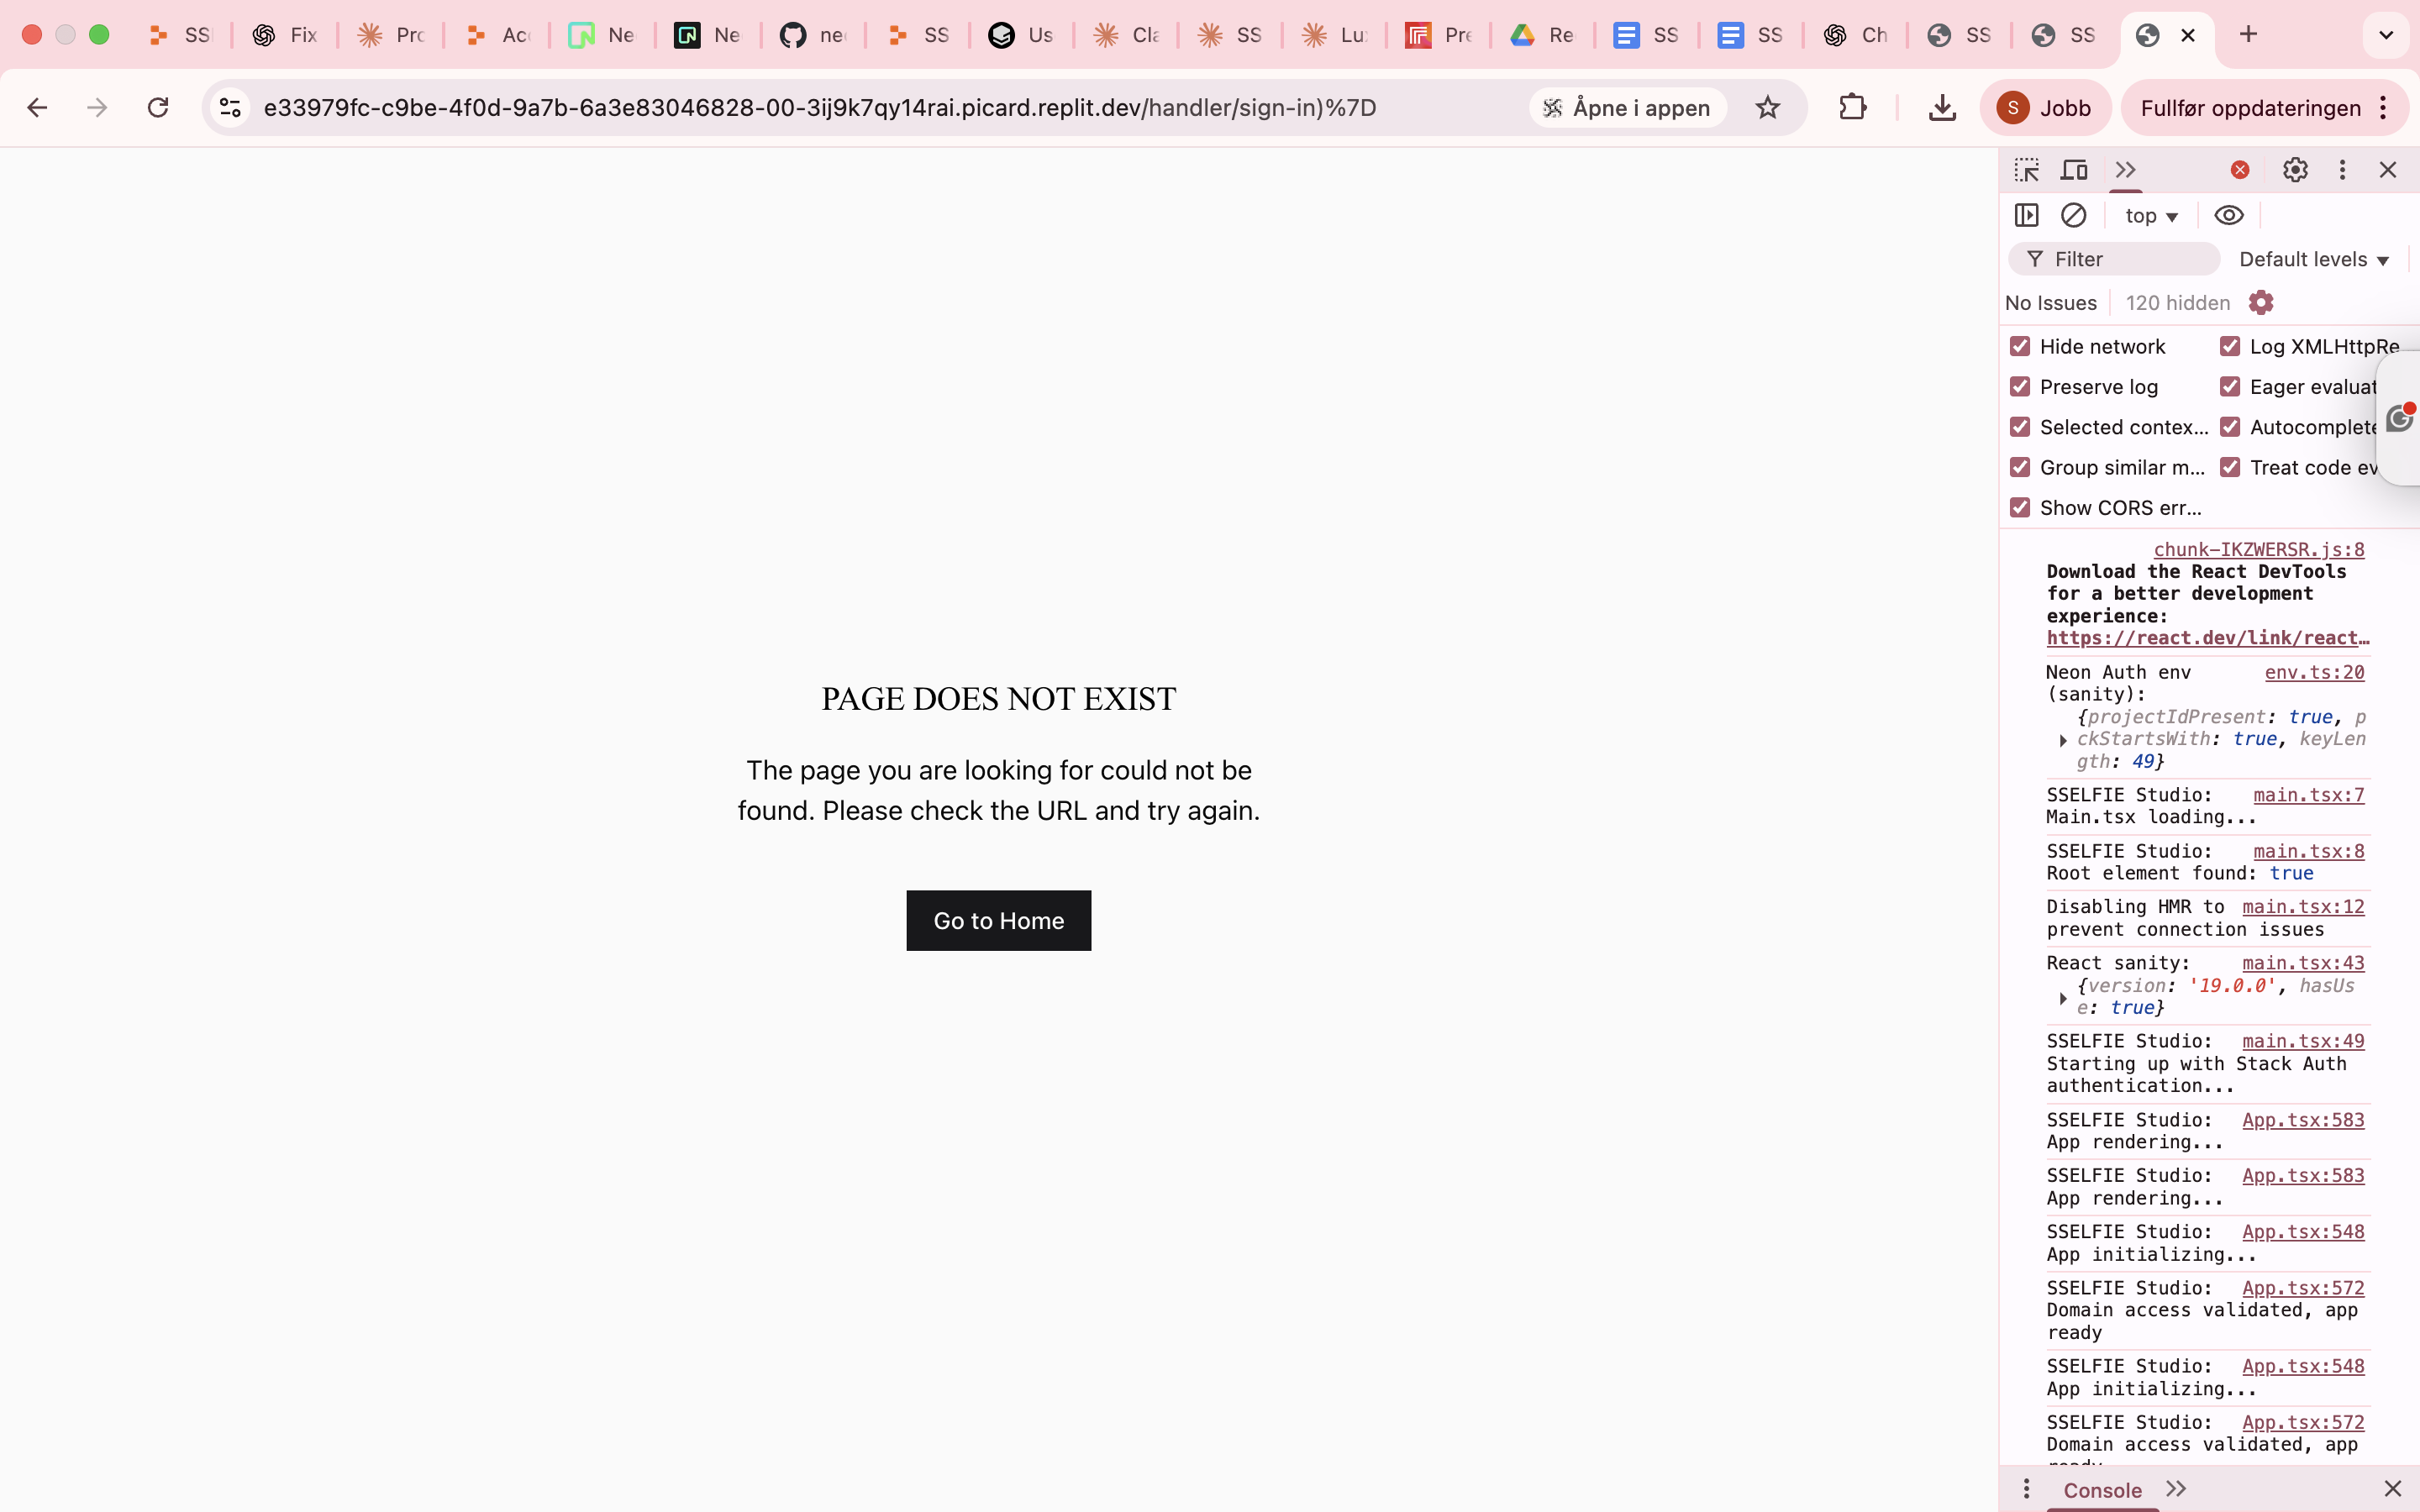 SS
Fix
Pro
Acc
Ne
Ne
ne
SS
Us
Cla
SS
Lu
Pre
Re
SS
SS
Ch
SS
SS
e33979fc-c9be-4f0d-9a7b-6a3e83046828-00-3ij9k7qy14rai.picard.replit.dev/handler/sign-in)%7D
Åpne i appen
S Jobb
Fullfør oppdateringen
top
Filter
Default levels
No Issues
120 hidden
Hide network
Log XMLHttpRe
Preserve log
Eager evaluat
Selected contex...
Autocomplete
Group similar m...
Treat code ev
Show CORS err...
PAGE DOES NOT EXIST
The page you are looking for could not be
found. Please check the URL and try again.
Go to Home
chunk-IKZWERSR.js:8
Download the React DevTools
for a better development
experience:
https://react.dev/link/react…
Neon Auth env env.ts:20
(sanity):
{projectIdPresent: true, p
ckStartsWith: true, keyLen
gth: 49}
SSELFIE Studio: main.tsx:7
Main.tsx loading...
SSELFIE Studio: main.tsx:8
Root element found: true
Disabling HMR to main.tsx:12
prevent connection issues
React sanity: main.tsx:43
{version: '19.0.0', hasUs
e: true}
SSELFIE Studio: main.tsx:49
Starting up with Stack Auth
authentication...
SSELFIE Studio: App.tsx:583
App rendering...
SSELFIE Studio: App.tsx:583
App rendering...
SSELFIE Studio: App.tsx:548
App initializing...
SSELFIE Studio: App.tsx:572
Domain access validated, app
ready
SSELFIE Studio: App.tsx:548
App initializing...
SSELFIE Studio: App.tsx:572
Domain access validated, app
Console